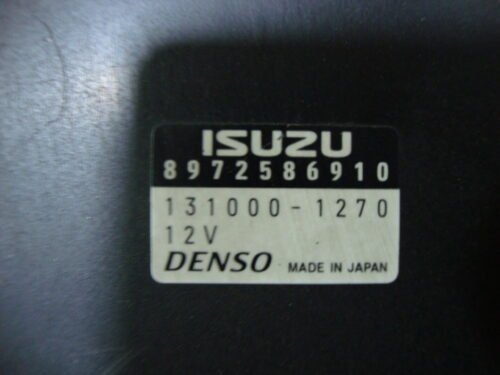 ISUZU
8972586910
131000-1270
12V
DENSO MADE IN JAPAN